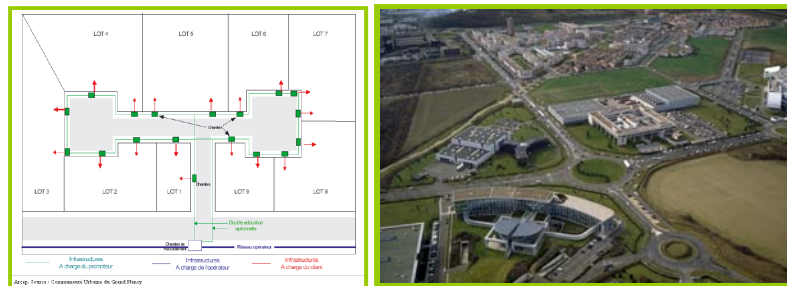 LOT 4
LOT 5
LOT 6
LOT 7
Chambres
LOT 3
LOT 2
LOT 1
Chambre
LOT 9
LOT 8
Double adduction
optionnelle
Chambre de
Réseau opérateur
Infrastructures
A charge du promoteur
Infrastructures
A charge de l'opérateur
Infrastructures
A charge du client
Source : Communauté Urbaine du Grand Nancy